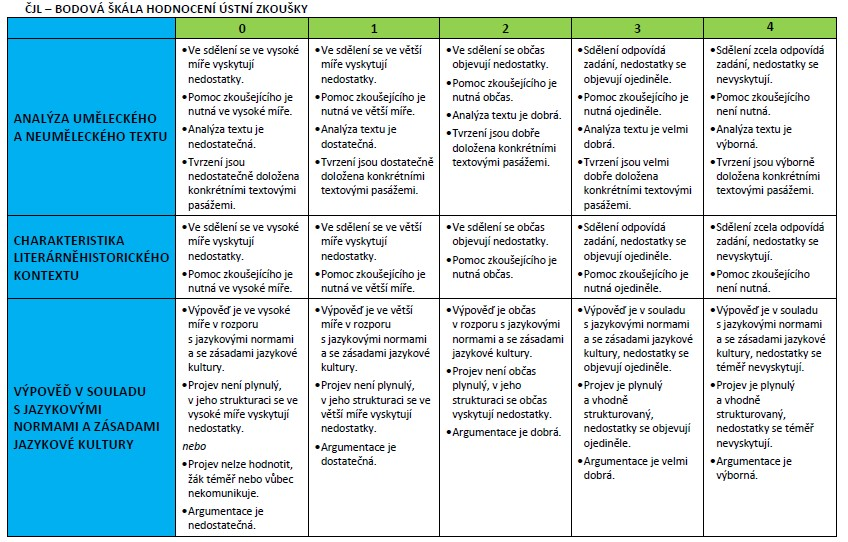 ČJL – BODOVÁ ŠKÁLA HODNOCENÍ ÚSTNÍ ZKOUŠKY
0
1
2
3
4
ANALÝZA UMĚLECKÉHO
A NEUMĚLECKÉHO TEXTU
•Ve sdělení se ve vysoké
míře vyskytují
nedostatky.
•Pomoc zkoušejícího je
nutná ve vysoké míře.
•Analýza textu je
nedostatečná.
•Tvrzení jsou
nedostatečně doložena
konkrétními textovými
pasážemi.
•Ve sdělení se ve větší
míře vyskytují
nedostatky.
•Pomoc zkoušejícího je
nutná ve větší míře.
•Analýza textu je
dostatečná.
•Tvrzení jsou dostatečně
doložena konkrétními
textovými pasážemi.
•Ve sdělení se občas
objevují nedostatky.
•Pomoc zkoušejícího je
nutná občas.
•Analýza textu je dobrá.
•Tvrzení jsou dobře
doložena konkrétními
textovými pasážemi.
•Sdělení odpovídá
zadání, nedostatky se
objevují ojediněle.
•Pomoc zkoušejícího je
nutná ojediněle.
•Analýza textu je velmi
dobrá.
•Tvrzení jsou velmi
dobře doložena
konkrétními textovými
pasážemi.
•Sdělení zcela odpovídá
zadání, nedostatky se
nevyskytují.
•Pomoc zkoušejícího
není nutná.
•Analýza textu je
výborná.
•Tvrzení jsou výborně
doložena konkrétními
textovými pasážemi.
CHARAKTERISTIKA
LITERÁRNĚHISTORICKÉHO
KONTEXTU
•Ve sdělení se ve vysoké
míře vyskytují
nedostatky.
•Pomoc zkoušejícího je
nutná ve vysoké míře.
•Ve sdělení se ve větší
míře vyskytují
nedostatky.
•Pomoc zkoušejícího je
nutná ve větší míře.
•Ve sdělení se občas
objevují nedostatky.
•Pomoc zkoušejícího je
nutná občas.
•Sdělení odpovídá
zadání, nedostatky se
objevují ojediněle.
•Pomoc zkoušejícího je
nutná ojediněle.
•Sdělení zcela odpovídá
zadání, nedostatky se
nevyskytují.
•Pomoc zkoušejícího
není nutná.
VÝPOVĚĎ V SOULADU
S JAZYKOVÝMI
NORMAMI A ZÁSADAMI
JAZYKOVÉ KULTURY
•Výpověď je ve vysoké
míře v rozporu
s jazykovými normami
a se zásadami jazykové
kultury.
•Projev není plynulý,
v jeho strukturaci se ve
vysoké míře vyskytují
nedostatky.
nebo
•Projev nelze hodnotit,
žák téměř nebo vůbec
nekomunikuje.
•Argumentace je
nedostatečná.
•Výpověď je ve větší
míře v rozporu
s jazykovými normami
a se zásadami jazykové
kultury.
•Projev není plynulý,
v jeho strukturaci se ve
větší míře vyskytují
nedostatky.
•Argumentace je
dostatečná.
•Výpověď je občas
v rozporu s jazykovými
normami a se zásadami
jazykové kultury.
•Projev není občas
plynulý, v jeho
strukturaci se občas
vyskytují nedostatky.
•Argumentace je dobrá.
•Výpověď je v souladu
s jazykovými normami
a se zásadami jazykové
kultury, nedostatky se
objevují ojediněle.
•Projev je plynulý
a vhodně
strukturovaný,
nedostatky se objevují
ojediněle.
•Argumentace je velmi
dobrá.
•Výpověď je v souladu
s jazykovými normami
a se zásadami jazykové
kultury, nedostatky se
téměř nevyskytují.
•Projev je plynulý
a vhodně
strukturovaný,
nedostatky se téměř
nevyskytují.
•Argumentace je
výborná.